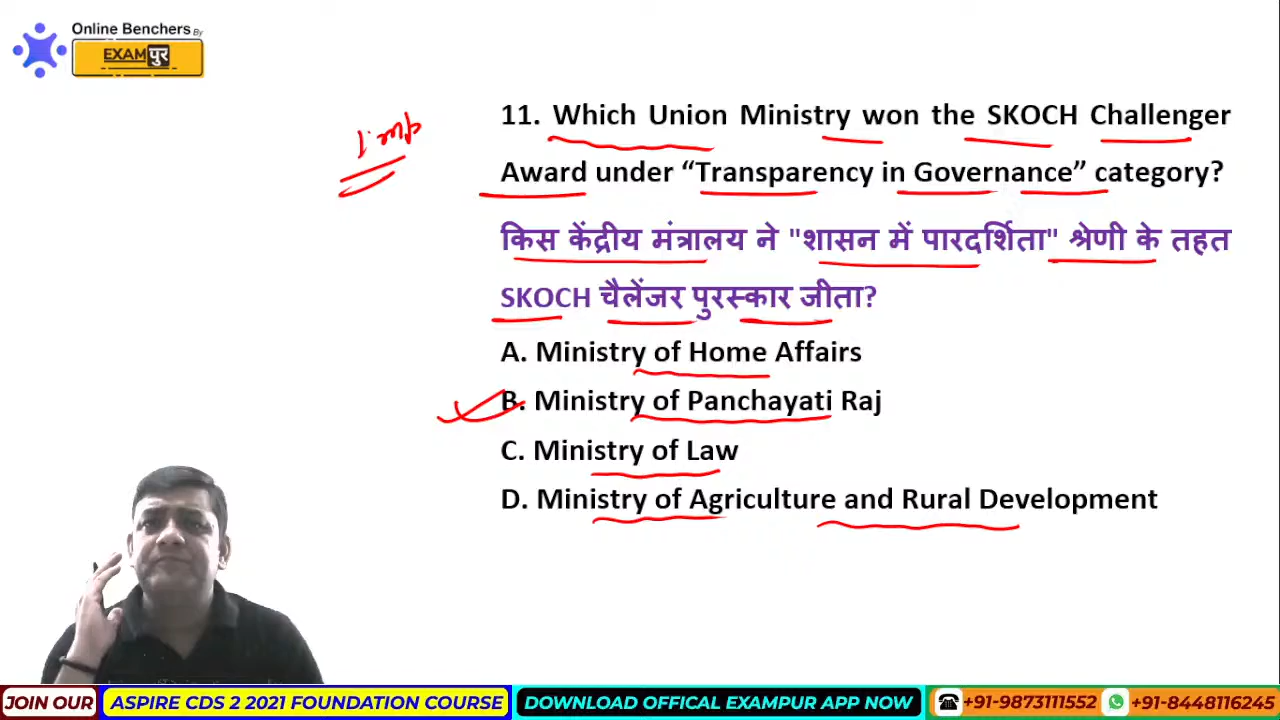 Online Benchers By
EXAMपुर
11. Which Union Ministry won the SKOCH Challenger
Award under “Transparency in Governance” category?
किस केंद्रीय मंत्रालय ने "शासन में पारदर्शिता" श्रेणी के तहत
SKOCH चैलेंजर पुरस्कार जीता?
Imp
A. Ministry of Home Affairs
B. Ministry of Panchayati Raj
C. Ministry of Law
D. Ministry of Agriculture and Rural Development
JOIN OUR ASPIRE CDS 2 2021 FOUNDATION COURSE DOWNLOAD OFFICAL EXAMPUR APP NOW +91-9873111552 +91-8448116245